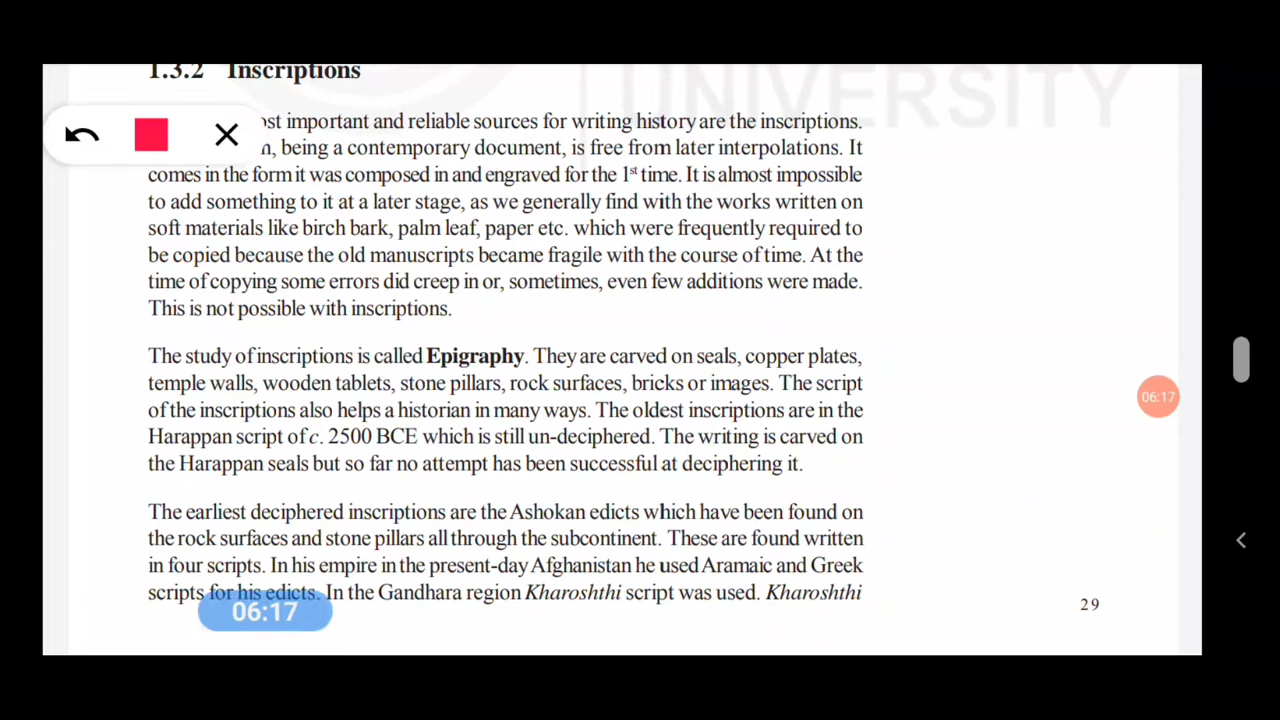 1.3.2 Inscriptions
UNIVERSITY
ost important and reliable sources for writing history are the inscriptions.
n, being a contemporary document, is free from later interpolations. It
comes in the form it was composed in and engraved for the 1st time. It is almost impossible
to add something to it at a later stage, as we generally find with the works written on
soft materials like birch bark, palm leaf, paper etc. which were frequently required to
be copied because the old manuscripts became fragile with the course of time. At the
time of copying some errors did creep in or, sometimes, even few additions were made.
This is not possible with inscriptions.
The study of inscriptions is called Epigraphy. They are carved on seals, copper plates,
temple walls, wooden tablets, stone pillars, rock surfaces, bricks or images. The script
of the inscriptions also helps a historian in many ways. The oldest inscriptions are in the
Harappan script of c. 2500 BCE which is still un-deciphered. The writing is carved on
the Harappan seals but so far no attempt has been successful at deciphering it.
06:17
The earliest deciphered inscriptions are the Ashokan edicts which have been found on
the rock surfaces and stone pillars all through the subcontinent. These are found written
in four scripts. In his empire in the present-day Afghanistan he used Aramaic and Greek
scripts for his edicts. In the Gandhara region Kharoshthi script was used. Kharoshthi
06:17
29